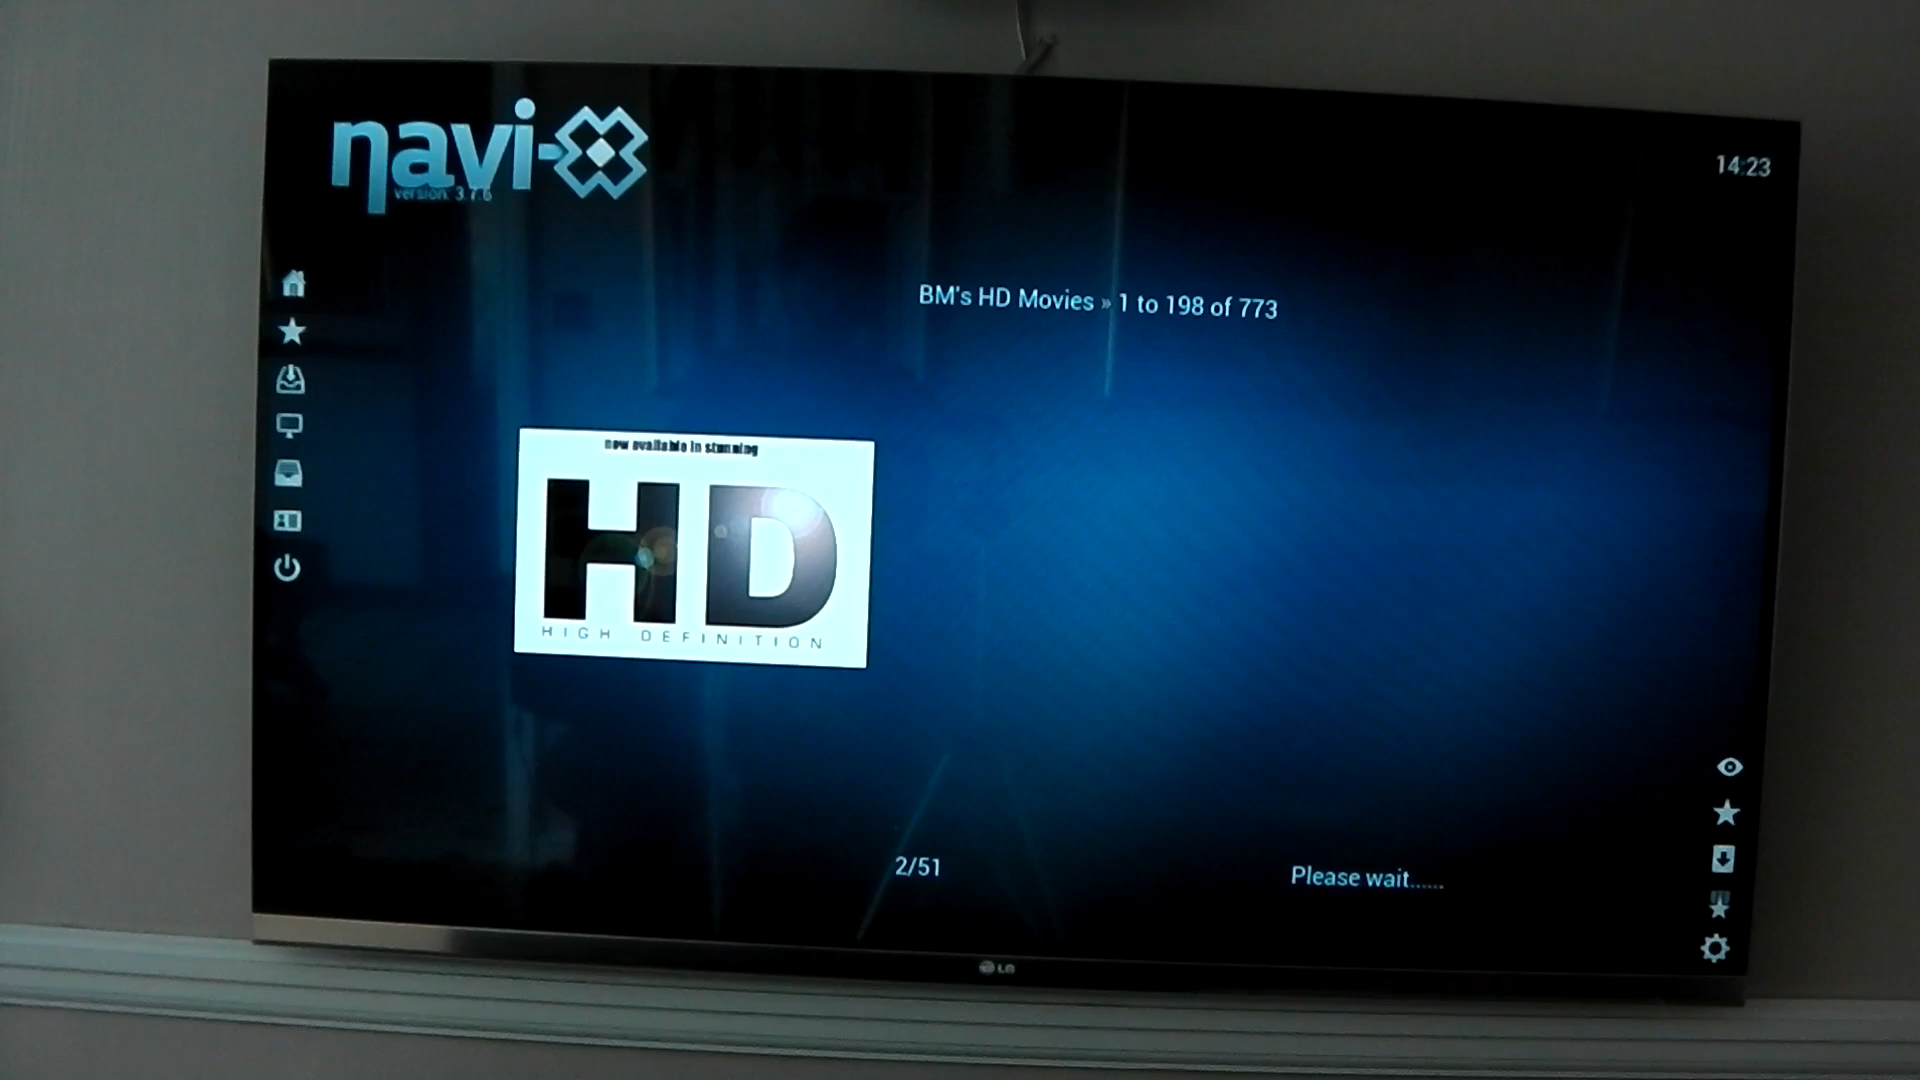 navi-x
version: 3.7.6
14:23
BM's HD Movies » 1 to 198 of 773
now available in stunning
HD
HIGH DEFINITION
2/51
Please wait......
LG